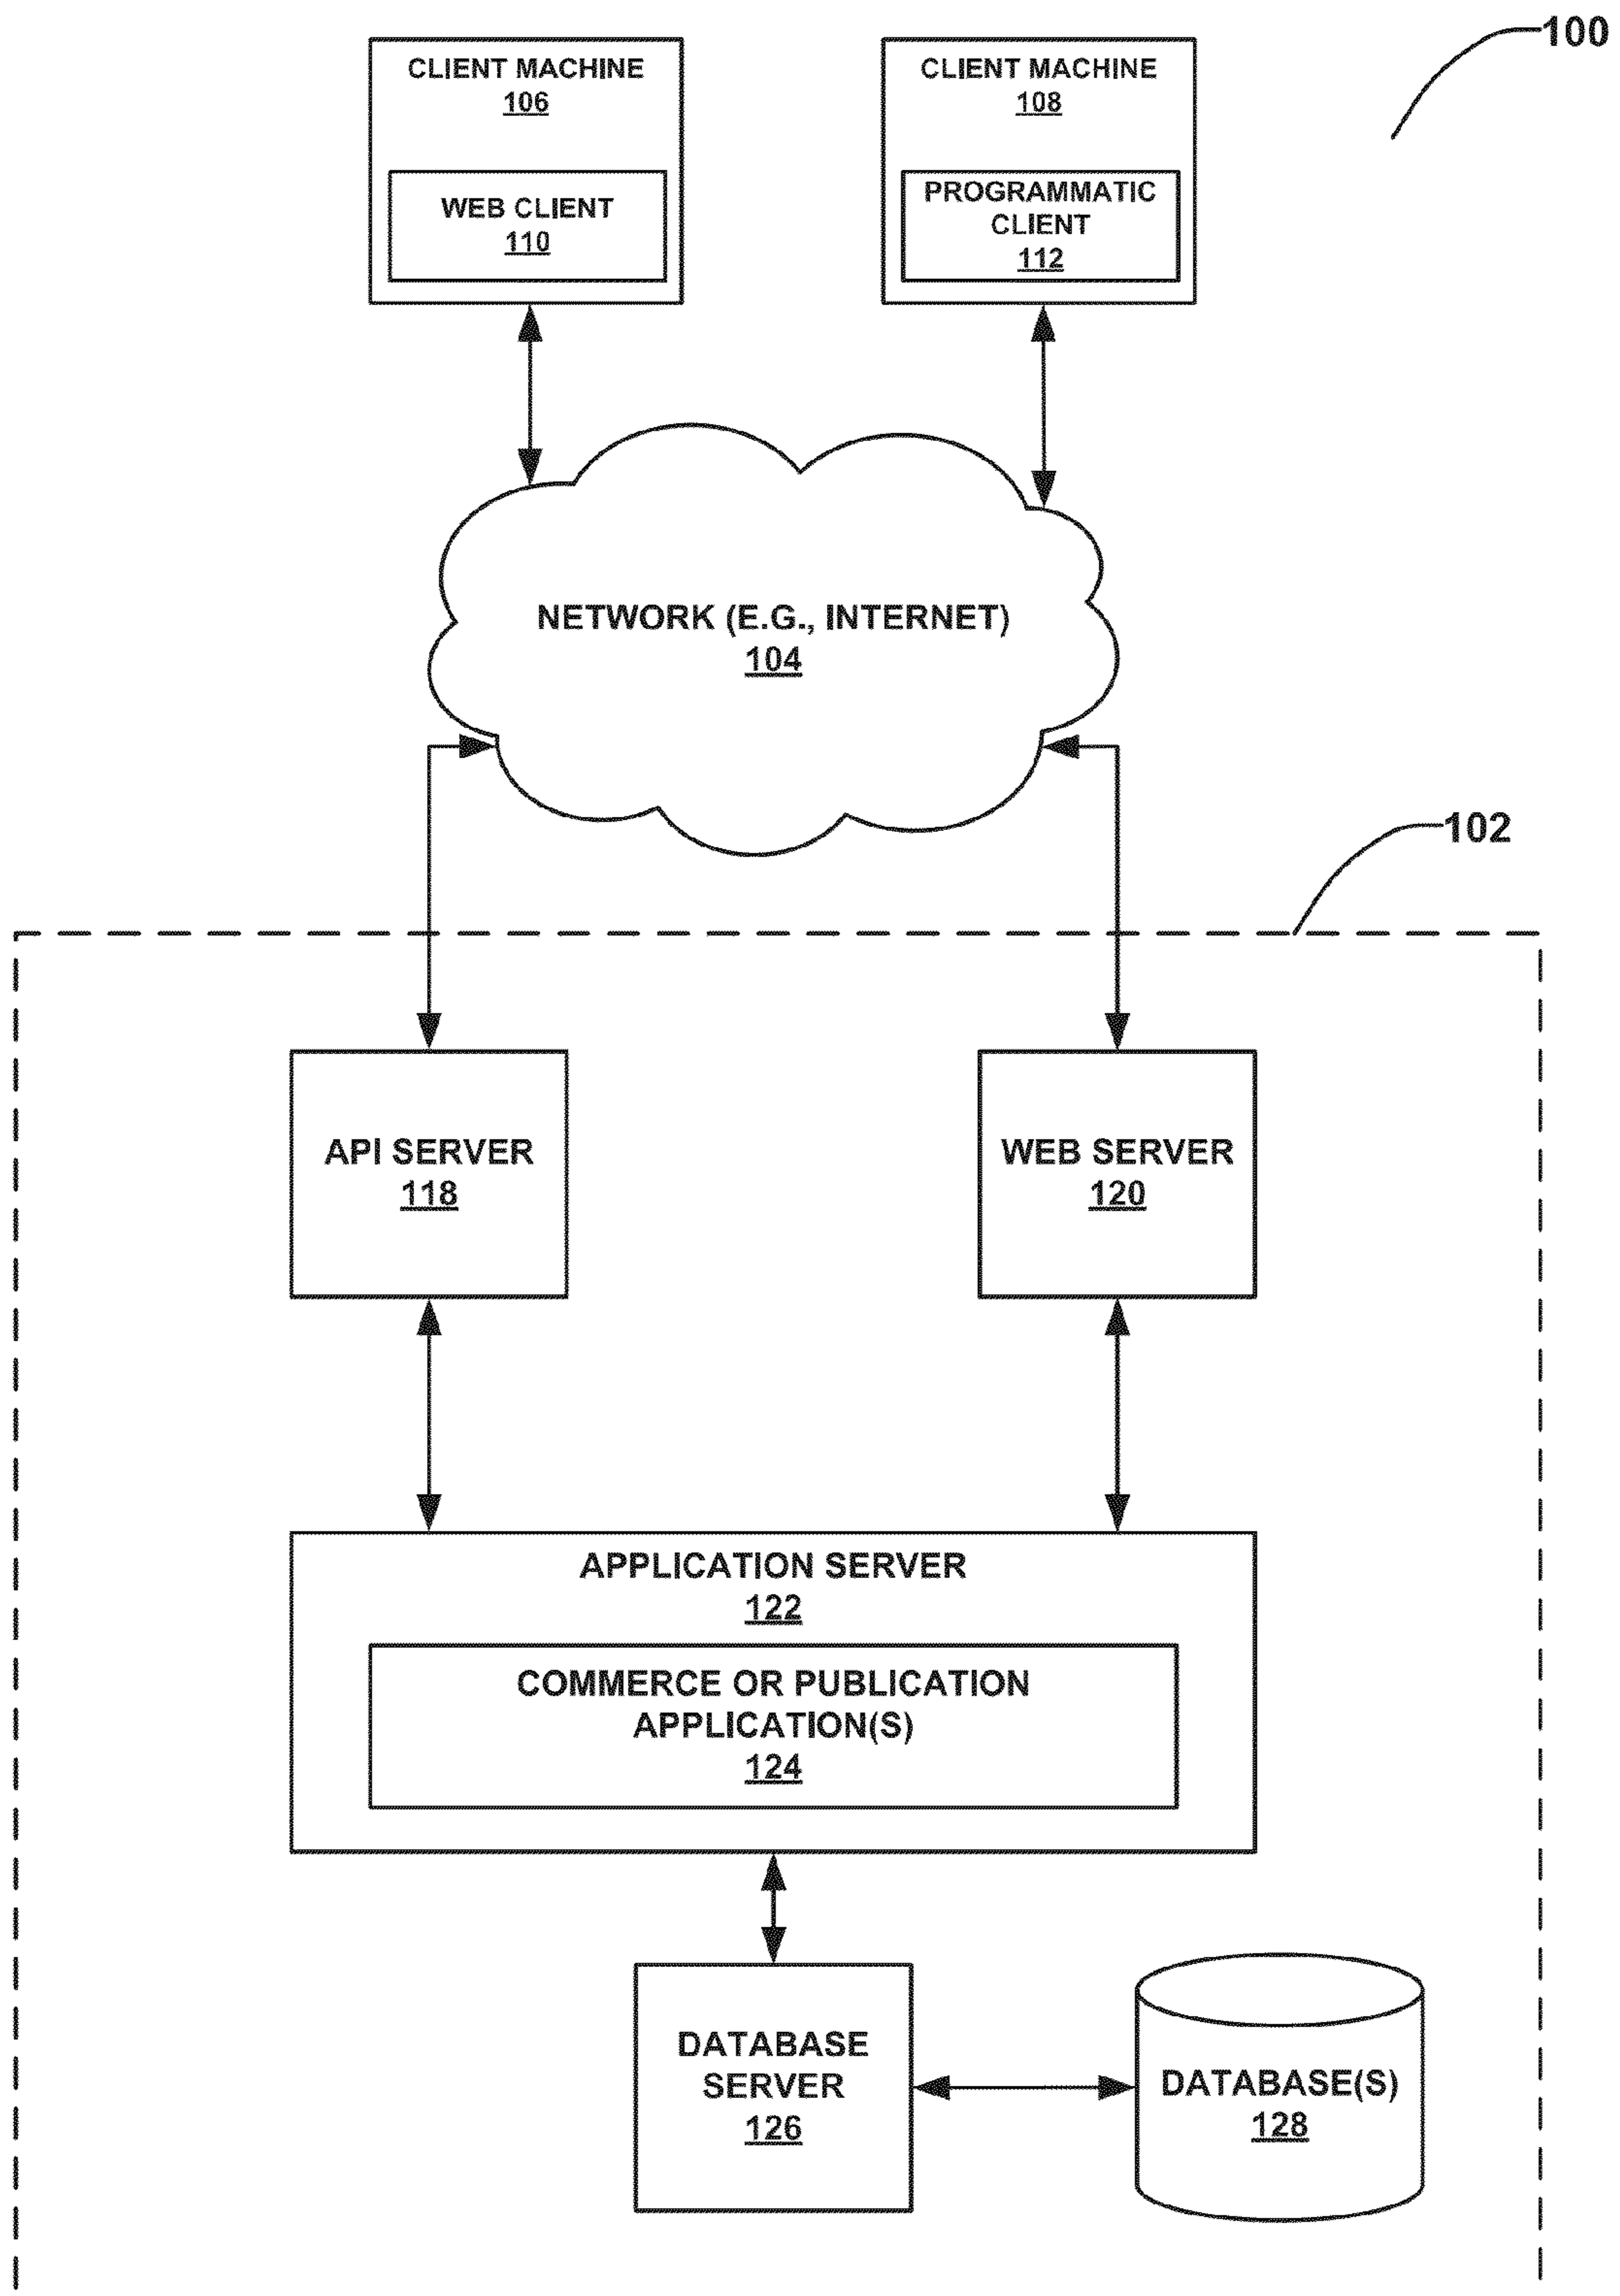 100
CLIENT MACHINE
106
WEB CLIENT
110
CLIENT MACHINE
108
PROGRAMMATIC
CLIENT
112
NETWORK (E.G., INTERNET)
104
102
API SERVER
118
WEB SERVER
120
APPLICATION SERVER
122
COMMERCE OR PUBLICATION
APPLICATION(S)
124
DATABASE
SERVER
126
DATABASE(S)
128